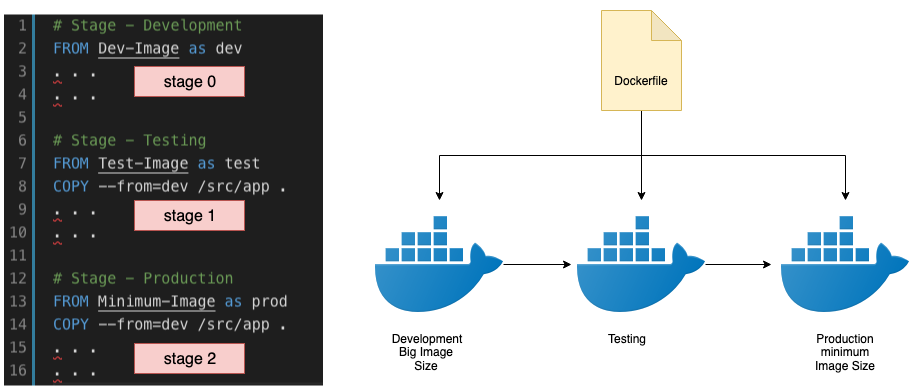 1 # Stage - Development
2 FROM Dev-Image as dev
3 . . .
stage 0
4 . . .
5
6 # Stage - Testing
7 FROM Test-Image as test
8 COPY --from=dev /src/app .
9 . . .
stage 1
10 . . .
11
12 # Stage - Production
13 FROM Minimum-Image as prod
14 COPY --from=dev /src/app .
15 . . .
stage 2
16 . . .
Dockerfile
Development
Big Image
Size
Testing
Production
minimum
Image Size